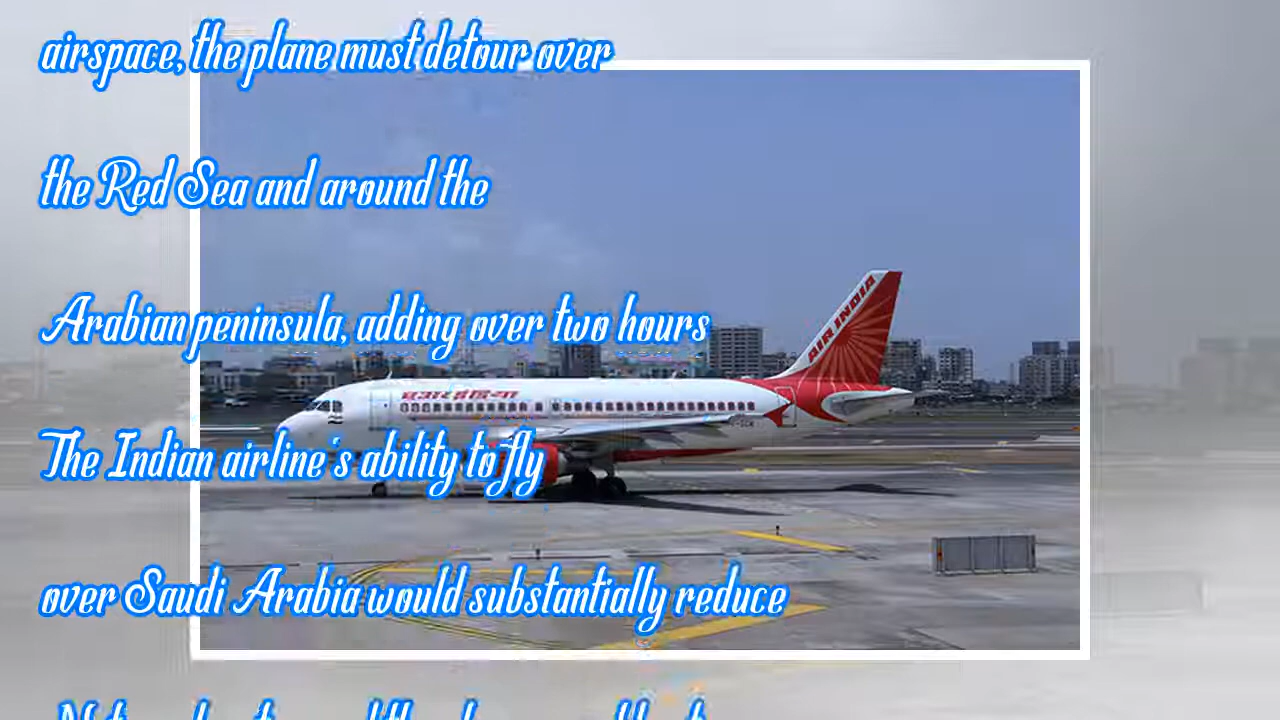 airspace, the plane must detour over
the Red Sea and around the
Arabian peninsula, adding over two hours
AIR INDIA
एअर इंडिया
The Indian airline's ability to fly
over Saudi Arabia would substantially reduce